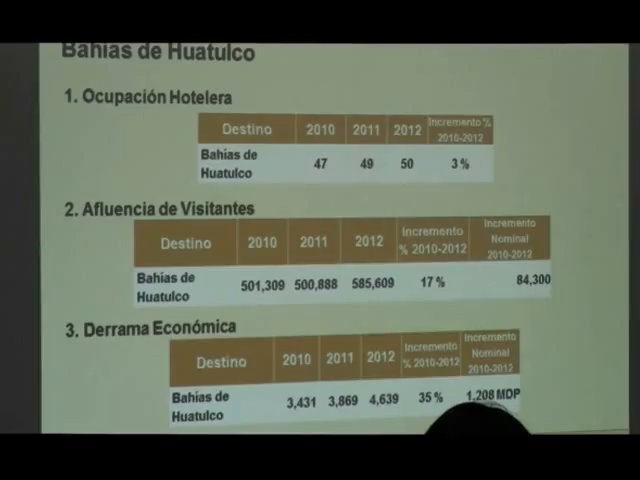 Bahías de Huatulco
1. Ocupación Hotelera
Destino 2010 2011 2012 Incremento % 2010-2012
Bahías de Huatulco 47 49 50 3 %
2. Afluencia de Visitantes
Destino 2010 2011 2012 Incremento % 2010-2012 Incremento Nominal 2010-2012
Bahías de Huatulco 501,309 500,888 585,609 17 % 84,300
3. Derrama Económica
Destino 2010 2011 2012 Incremento % 2010-2012 Incremento Nominal 2010-2012
Bahías de Huatulco 3,431 3,869 4,639 35 % 1,208 MDP